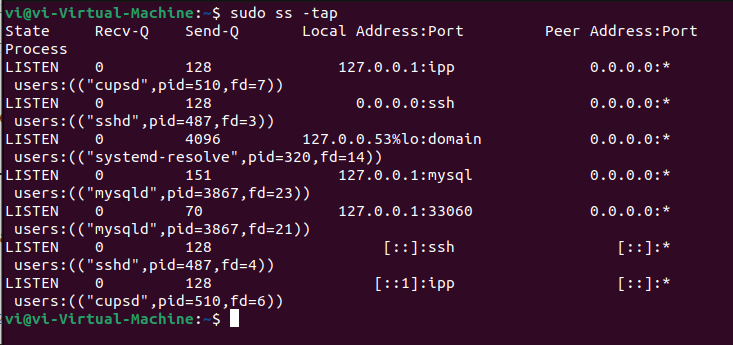 vi@vi-Virtual-Machine:~$ sudo ss -tap
State Recv-Q Send-Q Local Address:Port Peer Address:Port
Process
LISTEN 0 128 127.0.0.1:ipp 0.0.0.0:*
users:(("cupsd",pid=510,fd=7))
LISTEN 0 128 0.0.0.0:ssh 0.0.0.0:*
users:(("sshd",pid=487,fd=3))
LISTEN 0 4096 127.0.0.53%lo:domain 0.0.0.0:*
users:(("systemd-resolve",pid=320,fd=14))
LISTEN 0 151 127.0.0.1:mysql 0.0.0.0:*
users:(("mysqld",pid=3867,fd=23))
LISTEN 0 70 127.0.0.1:33060 0.0.0.0:*
users:(("mysqld",pid=3867,fd=21))
LISTEN 0 128 [::]:ssh [::]:*
users:(("sshd",pid=487,fd=4))
LISTEN 0 128 [::1]:ipp [::]:*
users:(("cupsd",pid=510,fd=6))
vi@vi-Virtual-Machine:~$